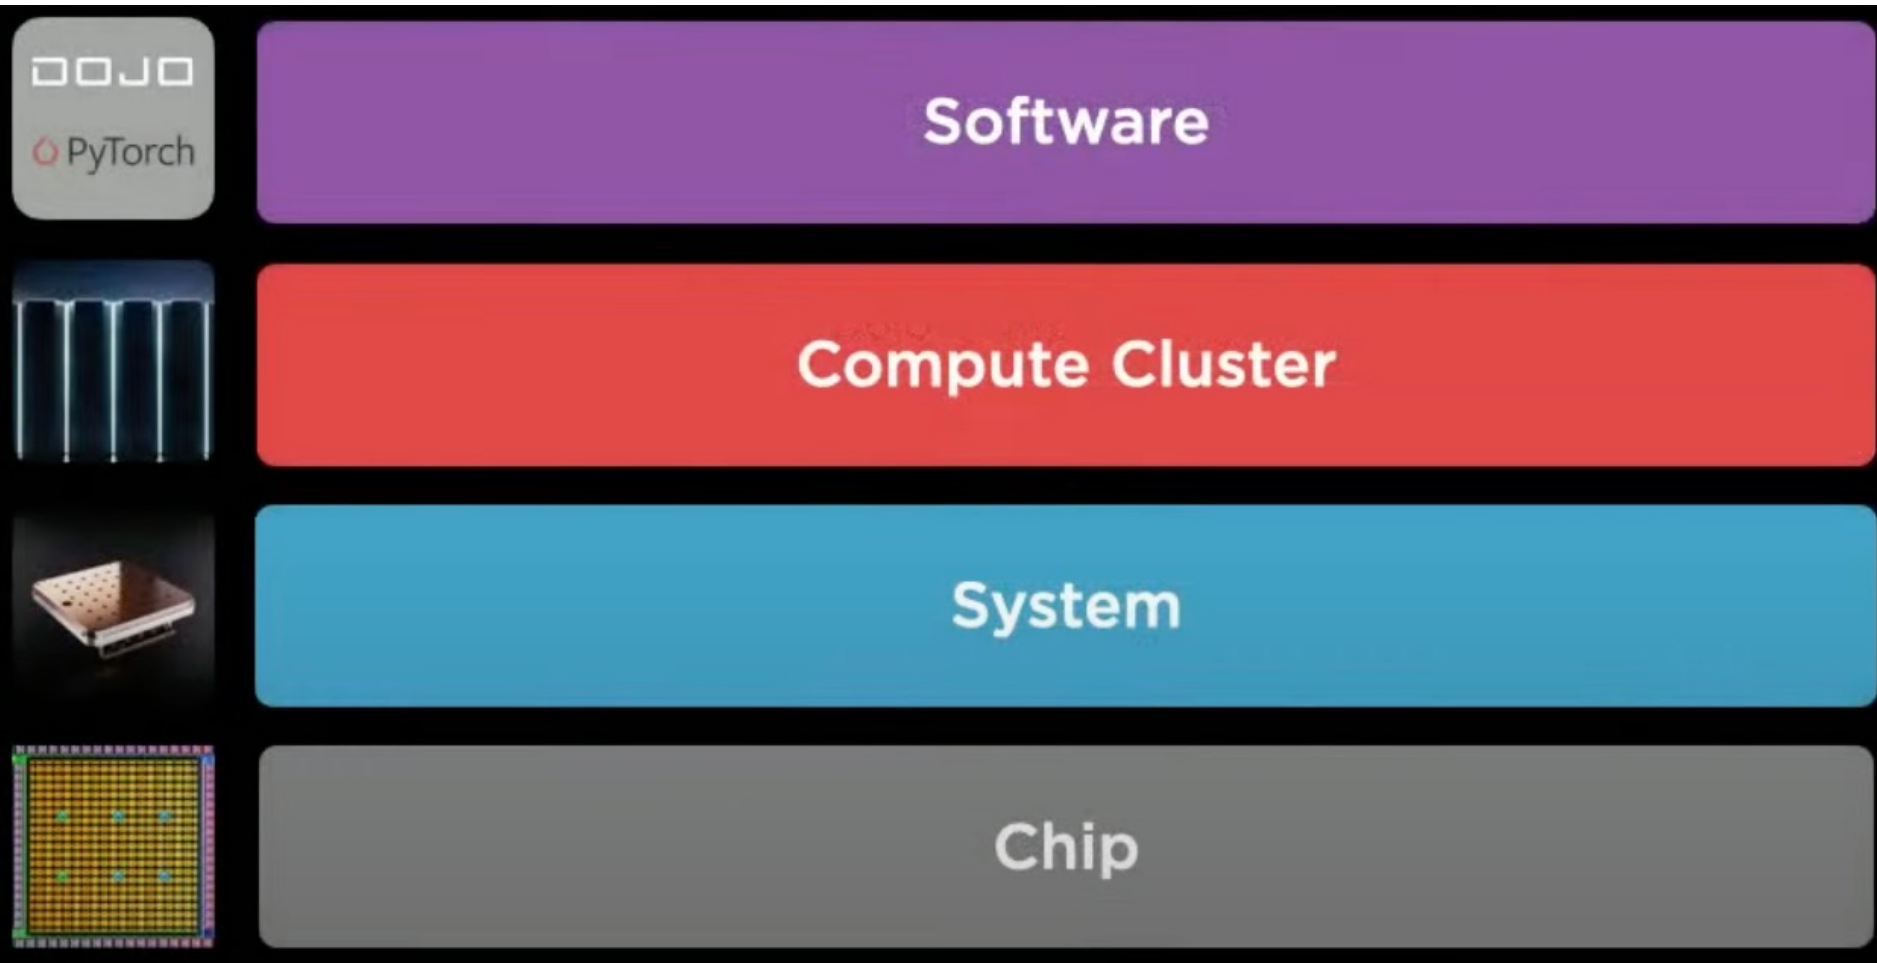 DOJO
PyTorch
Software
Compute Cluster
System
Chip